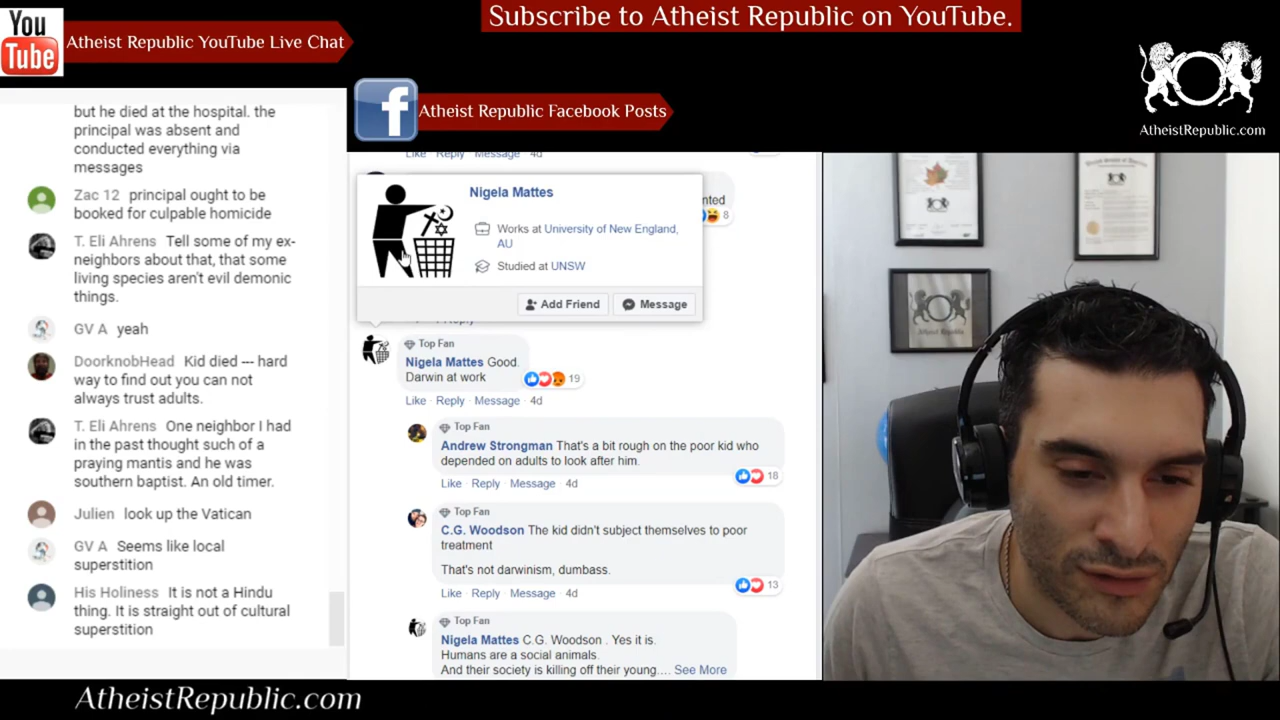 You
Tube
Atheist Republic YouTube Live Chat
Subscribe to Atheist Republic on YouTube.
AtheistRepublic.com
Atheist Republic Facebook Posts
but he died at the hospital. the
principal was absent and
conducted everything via
messages
Zac 12 principal ought to be
booked for culpable homicide
T. Eli Ahrens Tell some of my ex-
neighbors about that, that some
living species aren't evil demonic
things.
GV A yeah
DoorknobHead Kid died --- hard
way to find out you can not
always trust adults.
T. Eli Ahrens One neighbor I had
in the past thought such of a
praying mantis and he was
southern baptist. An old timer.
Julien look up the Vatican
GV A Seems like local
superstition
His Holiness It is not a Hindu
thing. It is straight out of cultural
superstition
Like · Reply · Message · 4d
nted
8
Nigela Mattes
Works at University of New England,
AU
Studied at UNSW
Add Friend
Message
Top Fan
Nigela Mattes Good.
Darwin at work
19
Like · Reply · Message · 4d
Top Fan
Andrew Strongman That's a bit rough on the poor kid who
depended on adults to look after him.
18
Like · Reply · Message · 4d
Top Fan
C.G. Woodson The kid didn't subject themselves to poor
treatment
That's not darwinism, dumbass.
13
Like · Reply · Message · 4d
Top Fan
Nigela Mattes C.G. Woodson . Yes it is.
Humans are a social animals.
And their society is killing off their young.... See More
AtheistRepublic.com